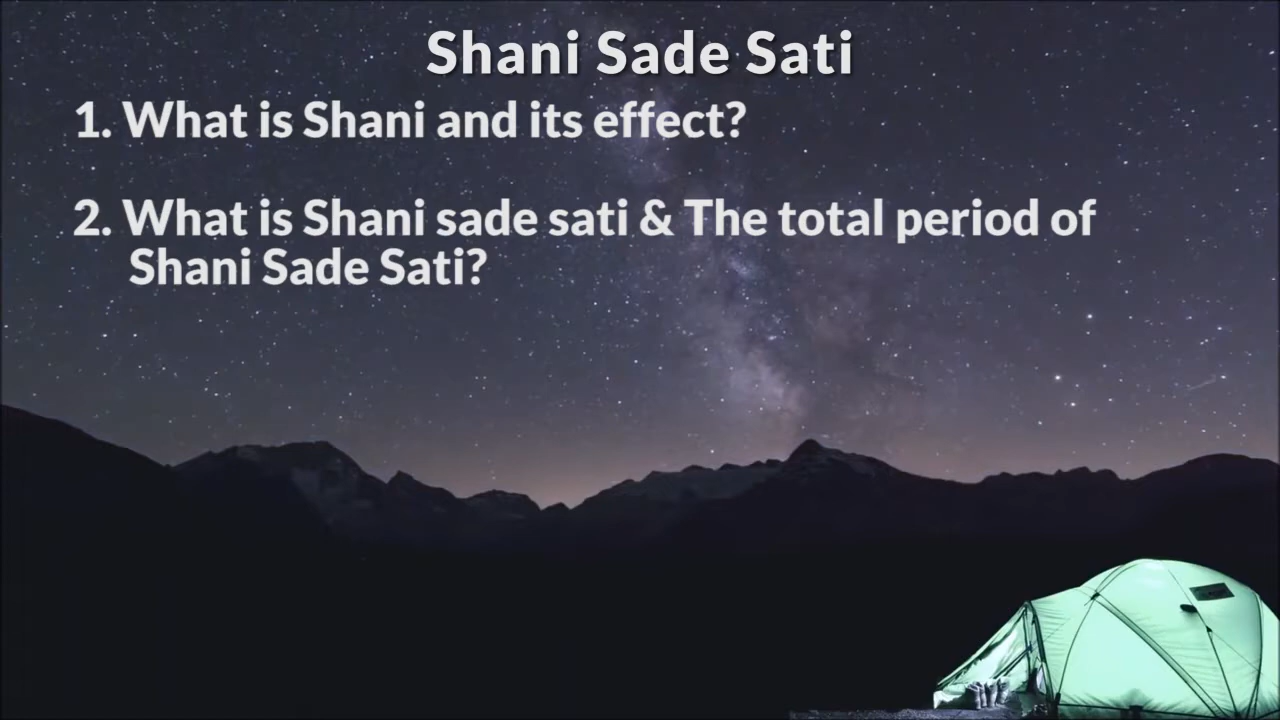 Shani Sade Sati
1. What is Shani and its effect?
2. What is Shani sade sati & The total period of
Shani Sade Sati?